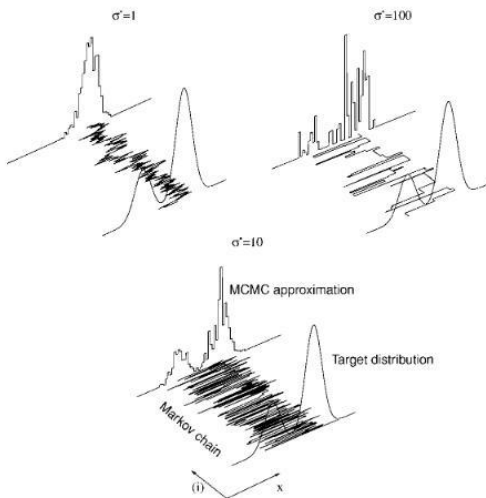 σ*=1
σ*=100
σ*=10
MCMC approximation
Target distribution
Markov chain
(i)
x